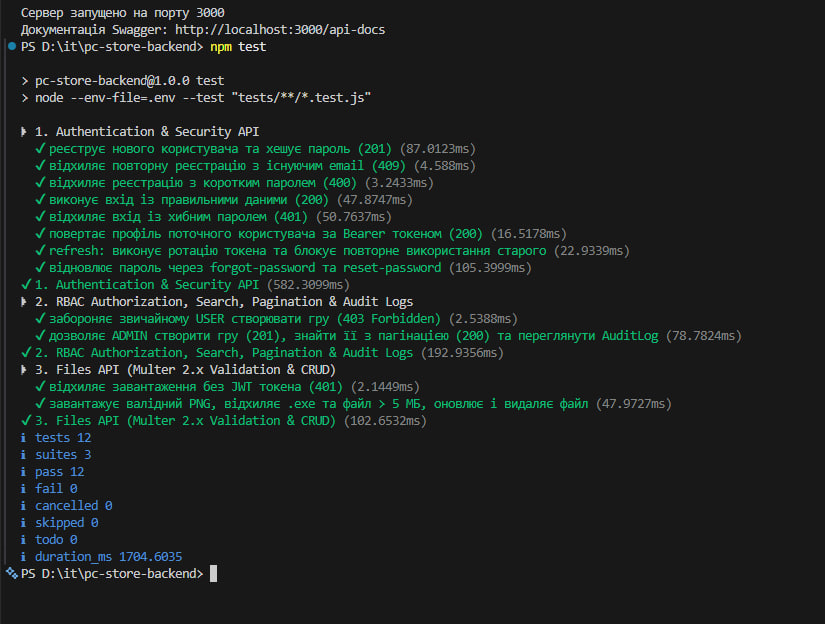 Сервер запущено на порту 3000
Документація Swagger: http://localhost:3000/api-docs
PS D:\it\pc-store-backend> npm test
> pc-store-backend@1.0.0 test
> node --env-file=.env --test "tests/**/*.test.js"
▶ 1. Authentication & Security API
✓ реєструє нового користувача та хешує пароль (201) (87.0123ms)
✓ відхиляє повторну реєстрацію з існуючим email (409) (4.588ms)
✓ відхиляє реєстрацію з коротким паролем (400) (3.2433ms)
✓ виконує вхід із правильними даними (200) (47.8747ms)
✓ відхиляє вхід із хибним паролем (401) (50.7637ms)
✓ повертає профіль поточного користувача за Bearer токеном (200) (16.5178ms)
✓ refresh: виконує ротацію токена та блокує повторне використання старого (22.9339ms)
✓ відновлює пароль через forgot-password та reset-password (105.3999ms)
✓ 1. Authentication & Security API (582.3099ms)
▶ 2. RBAC Authorization, Search, Pagination & Audit Logs
✓ забороняє звичайному USER створювати гру (403 Forbidden) (2.5388ms)
✓ дозволяє ADMIN створити гру (201), знайти її з пагінацією (200) та переглянути AuditLog (78.7824ms)
✓ 2. RBAC Authorization, Search, Pagination & Audit Logs (192.9356ms)
▶ 3. Files API (Multer 2.x Validation & CRUD)
✓ відхиляє завантаження без JWT токена (401) (2.1449ms)
✓ завантажує валідний PNG, відхиляє .exe та файл > 5 МБ, оновлює і видаляє файл (47.9727ms)
✓ 3. Files API (Multer 2.x Validation & CRUD) (102.6532ms)
ℹ tests 12
ℹ suites 3
ℹ pass 12
ℹ fail 0
ℹ cancelled 0
ℹ skipped 0
ℹ todo 0
ℹ duration_ms 1704.6035
PS D:\it\pc-store-backend>